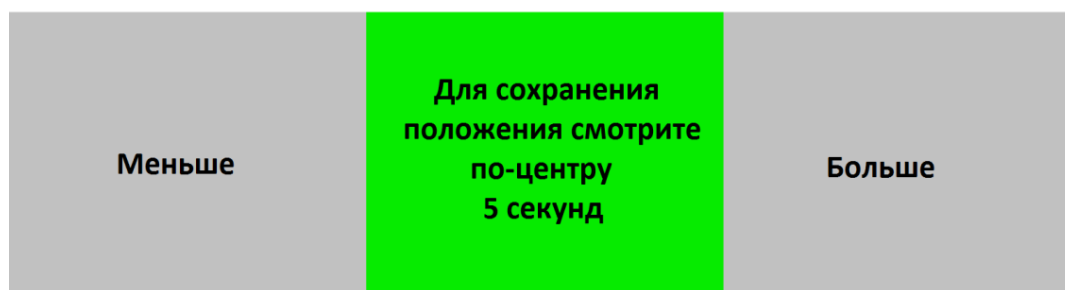 Меньше
Для сохранения
положения смотрите
по-центру
5 секунд
Больше